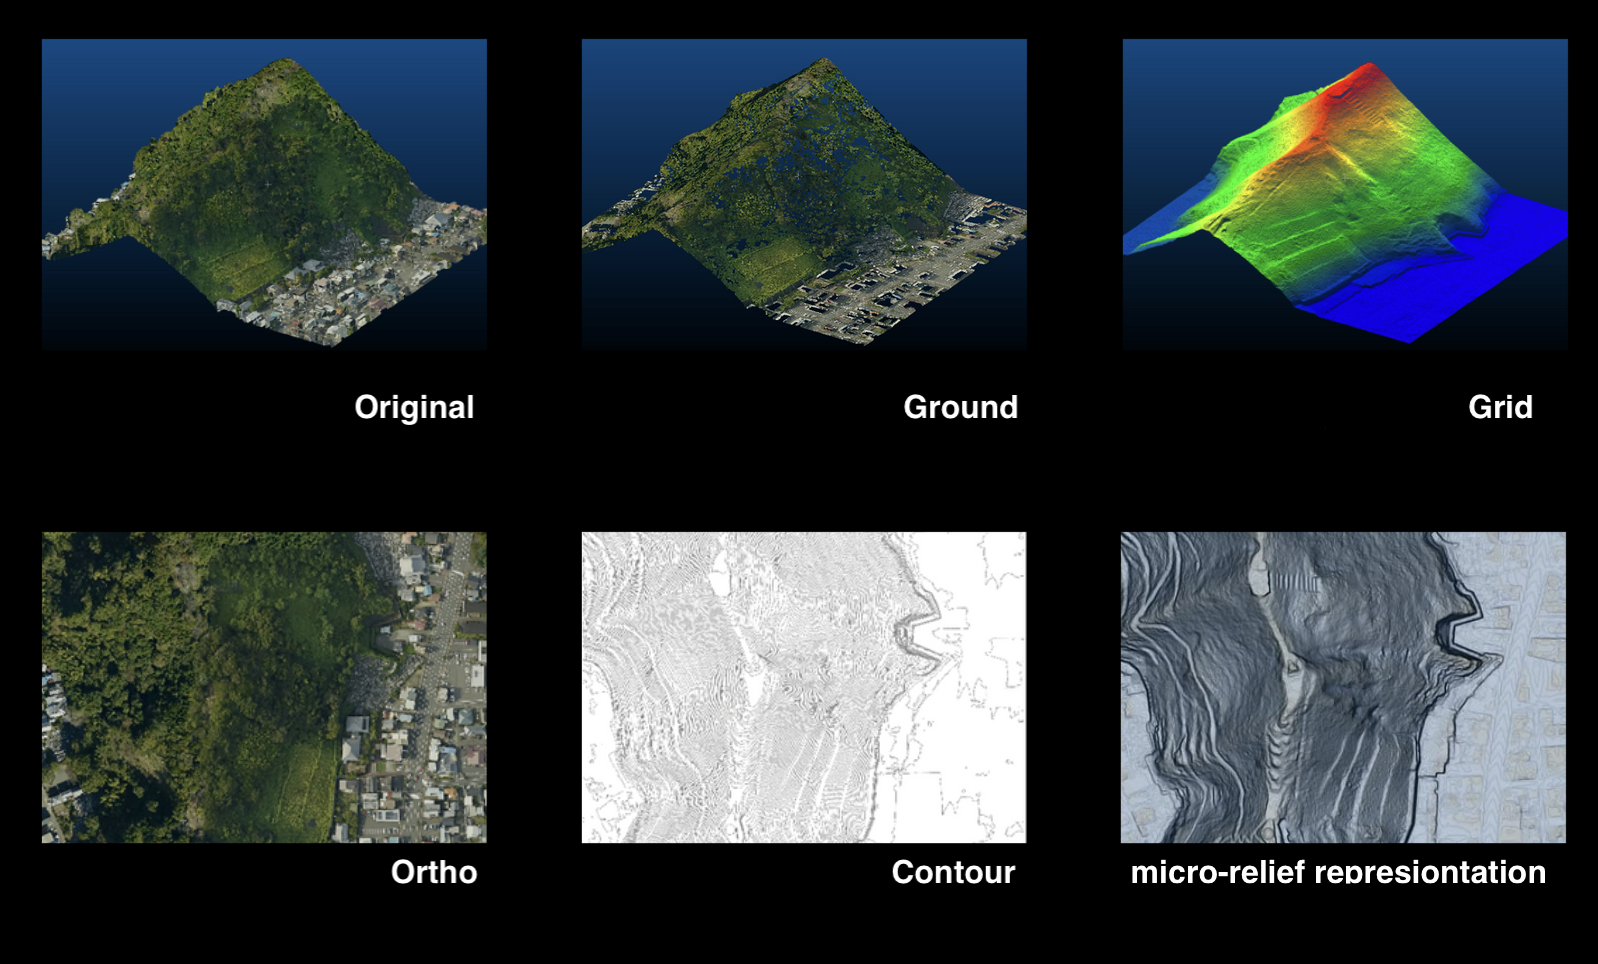 Original
Ground
Grid
Ortho
Contour
micro-relief represiontation